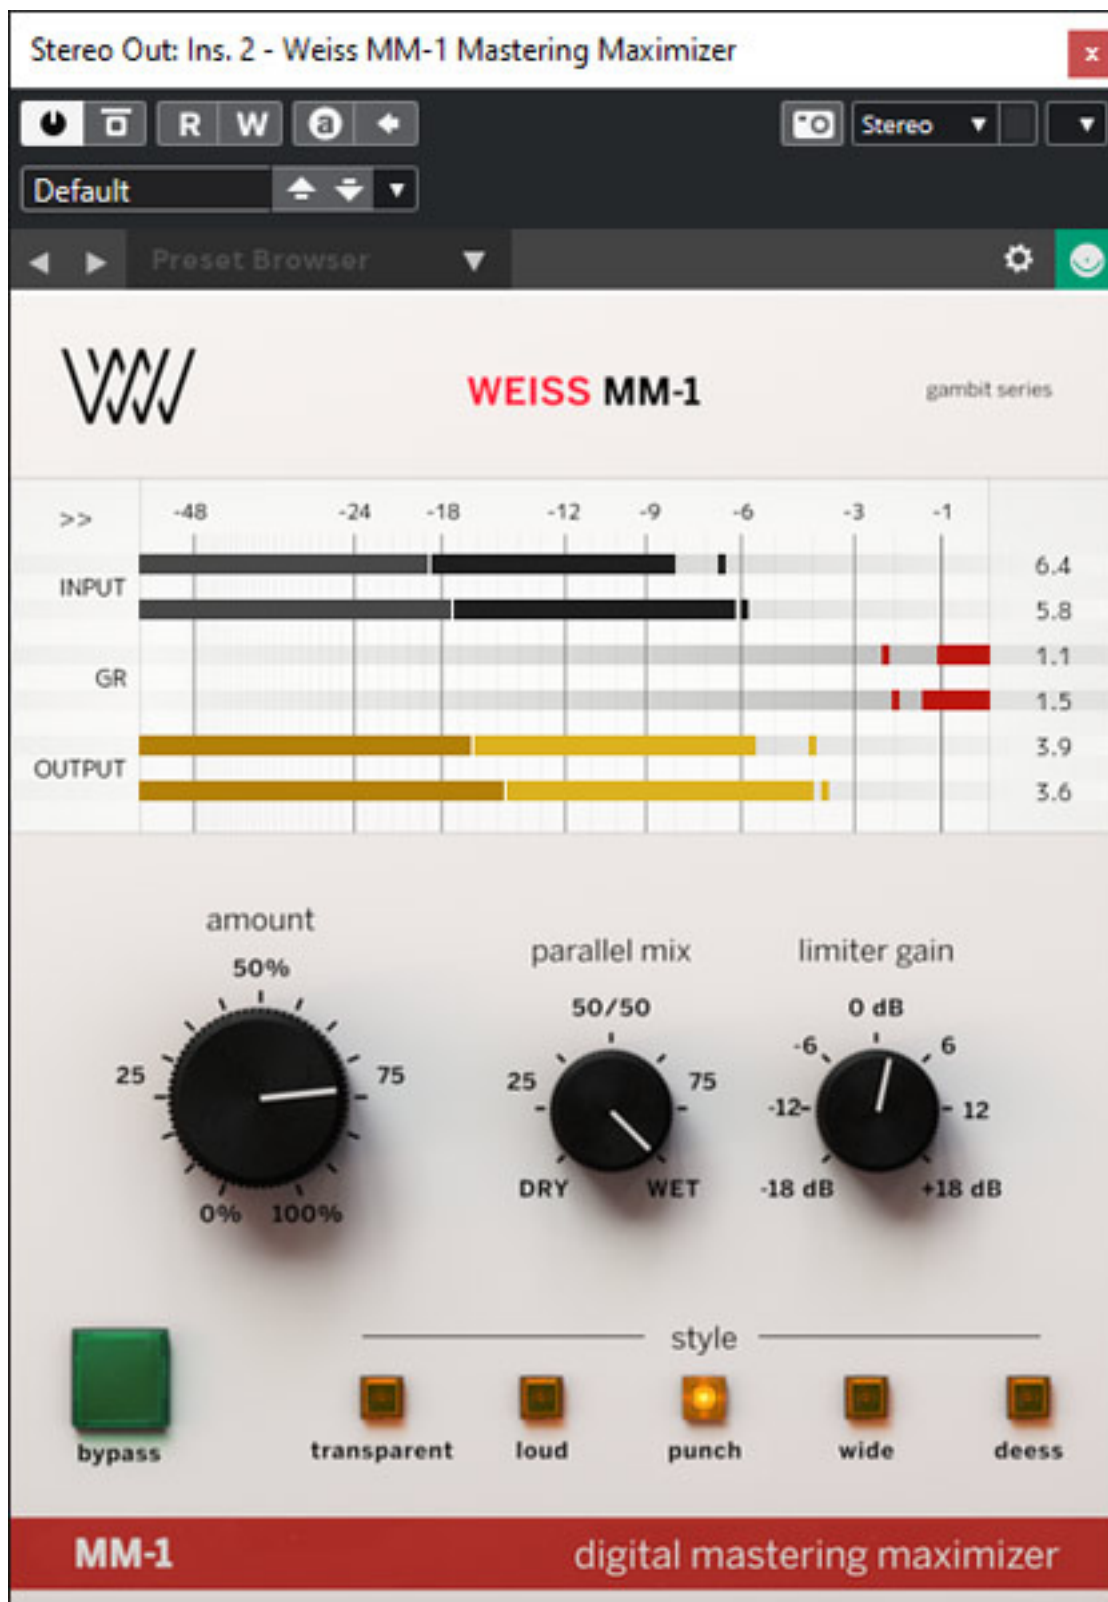 Stereo Out: Ins. 2 - Weiss MM-1 Mastering Maximizer x
R W a Stereo
Default
Preset Browser
WEISS MM-1 gambit series
>> -48 -24 -18 -12 -9 -6 -3 -1
INPUT 6.4
5.8
GR 1.1
1.5
OUTPUT 3.9
3.6
amount
parallel mix limiter gain
50%
50/50 0 dB
-6 6
25 75
25 75
-12 12
DRY WET -18 dB +18 dB
0% 100%
style
bypass transparent loud punch wide deess
MM-1 digital mastering maximizer